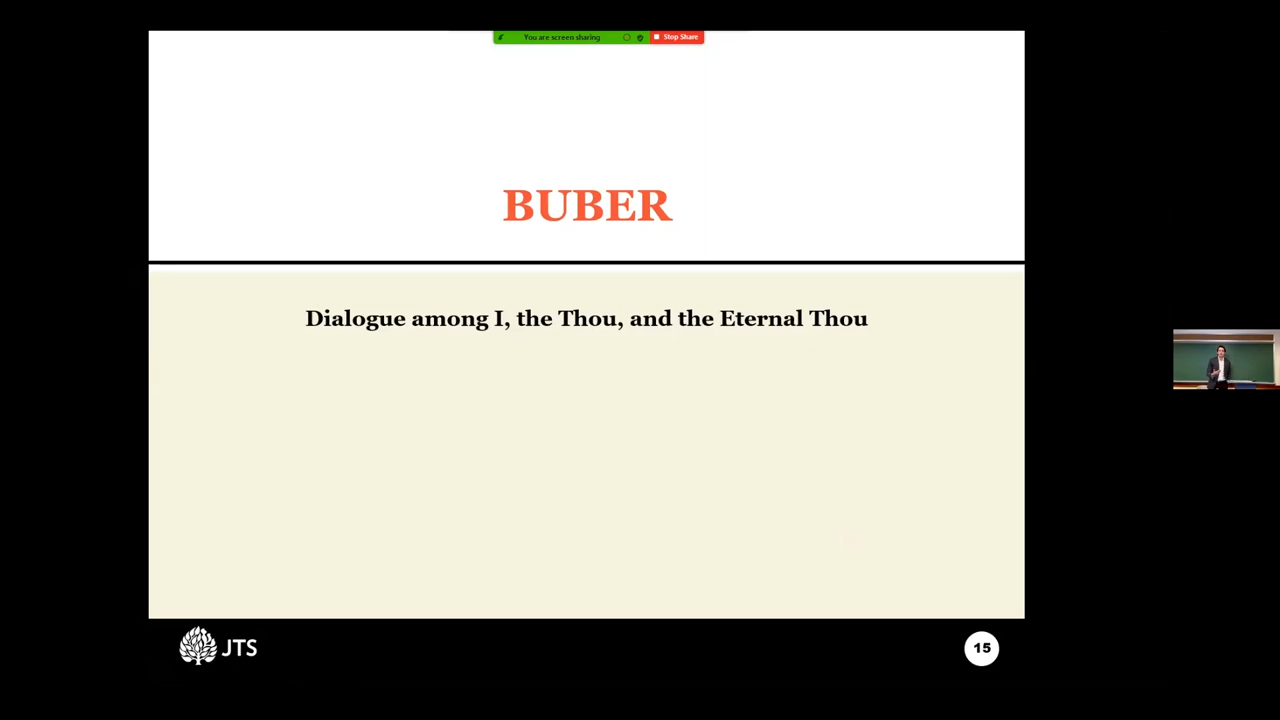 You are screen sharing
Stop Share
BUBER
Dialogue among I, the Thou, and the Eternal Thou
JTS
15